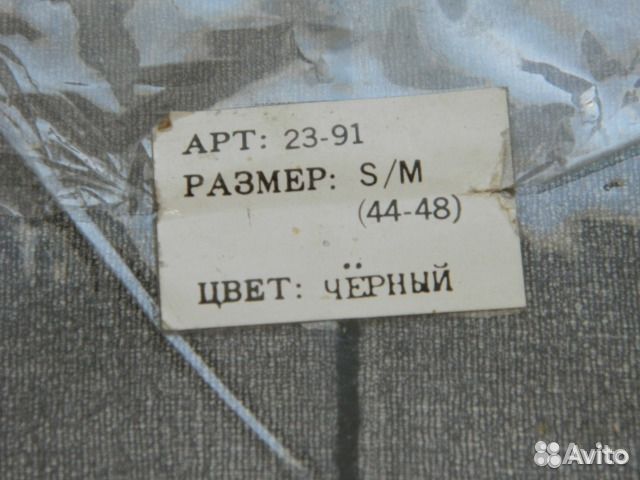 АРТ: 23-91
РАЗМЕР: S/M
(44-48)
ЦВЕТ: ЧЁРНЫЙ
Avito